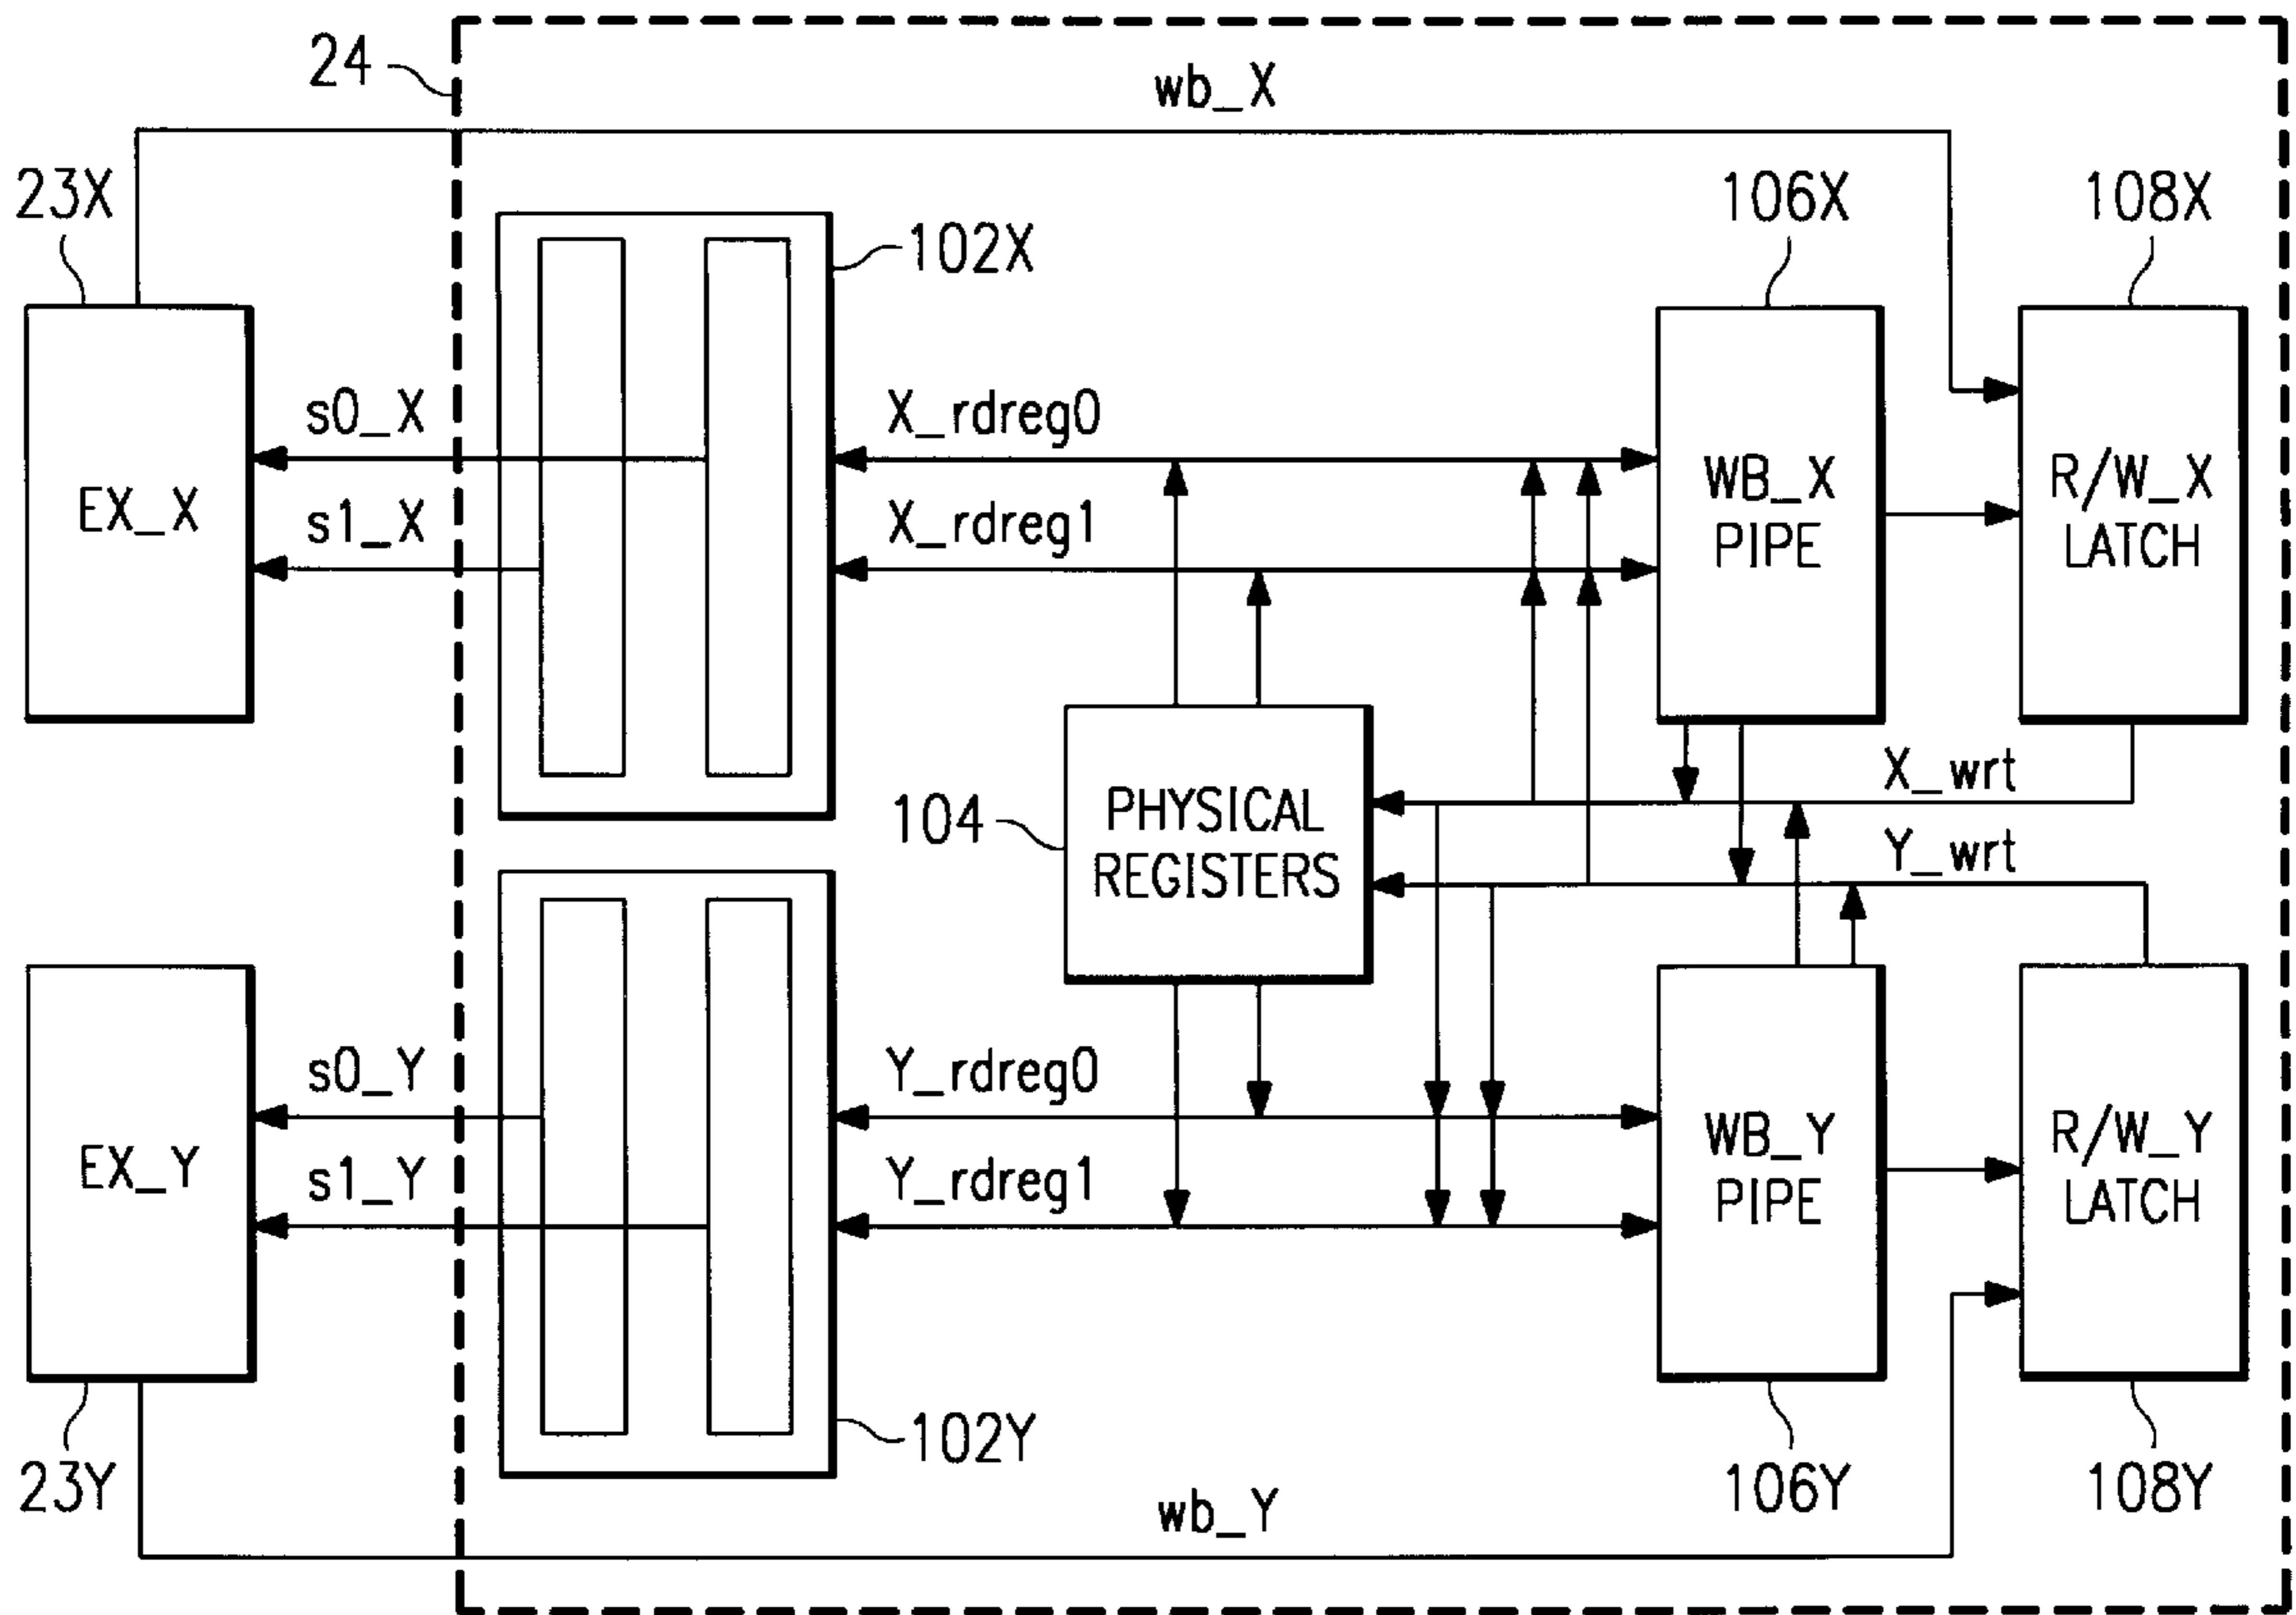 24
wb_X
23X
106X
108X
102X
s0_X
X_rdreg0
EX_X
WB_X
PIPE
R/W_X
LATCH
s1_X
X_rdreg1
X_wrt
104
PHYSICAL
REGISTERS
Y_wrt
s0_Y
Y_rdreg0
EX_Y
WB_Y
PIPE
R/W_Y
LATCH
s1_Y
Y_rdreg1
102Y
23Y
106Y
108Y
wb_Y